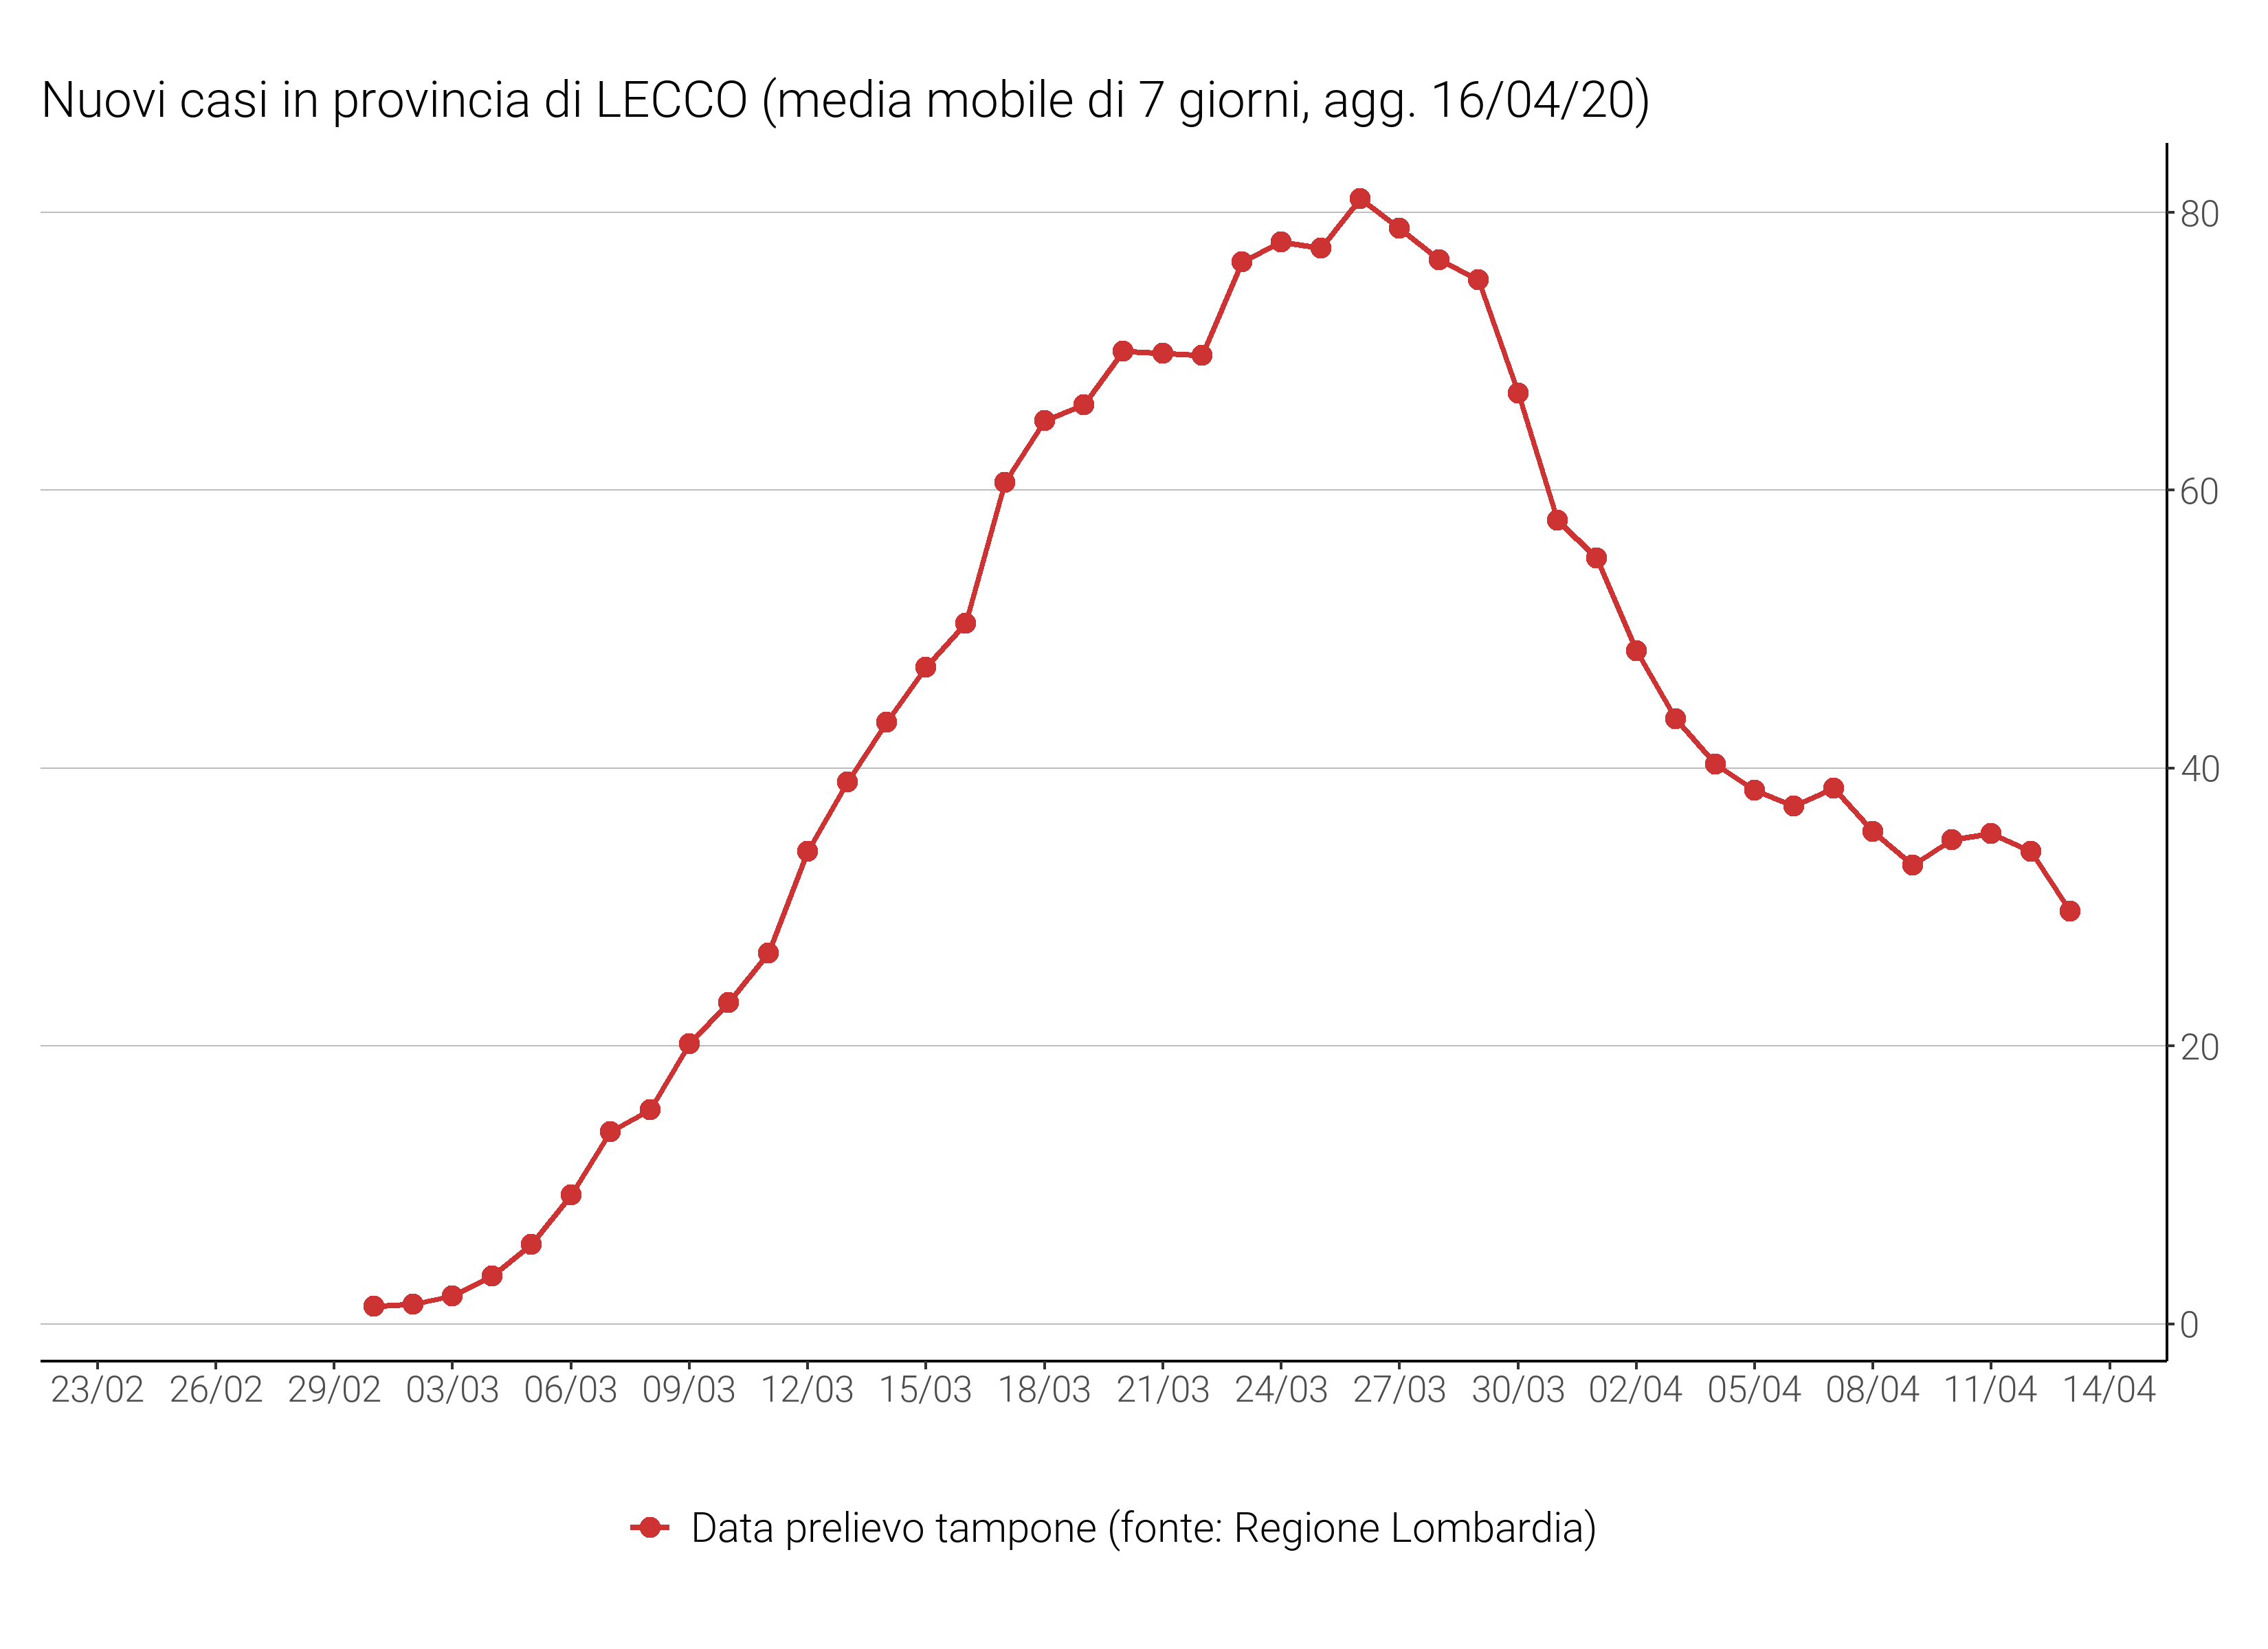 Nuovi casi in provincia di LECCO (media mobile di 7 giorni, agg. 16/04/20)
80
60
40
20
0
23/02 26/02 29/02 03/03 06/03 09/03 12/03 15/03 18/03 21/03 24/03 27/03 30/03 02/04 05/04 08/04 11/04 14/04
Data prelievo tampone (fonte: Regione Lombardia)